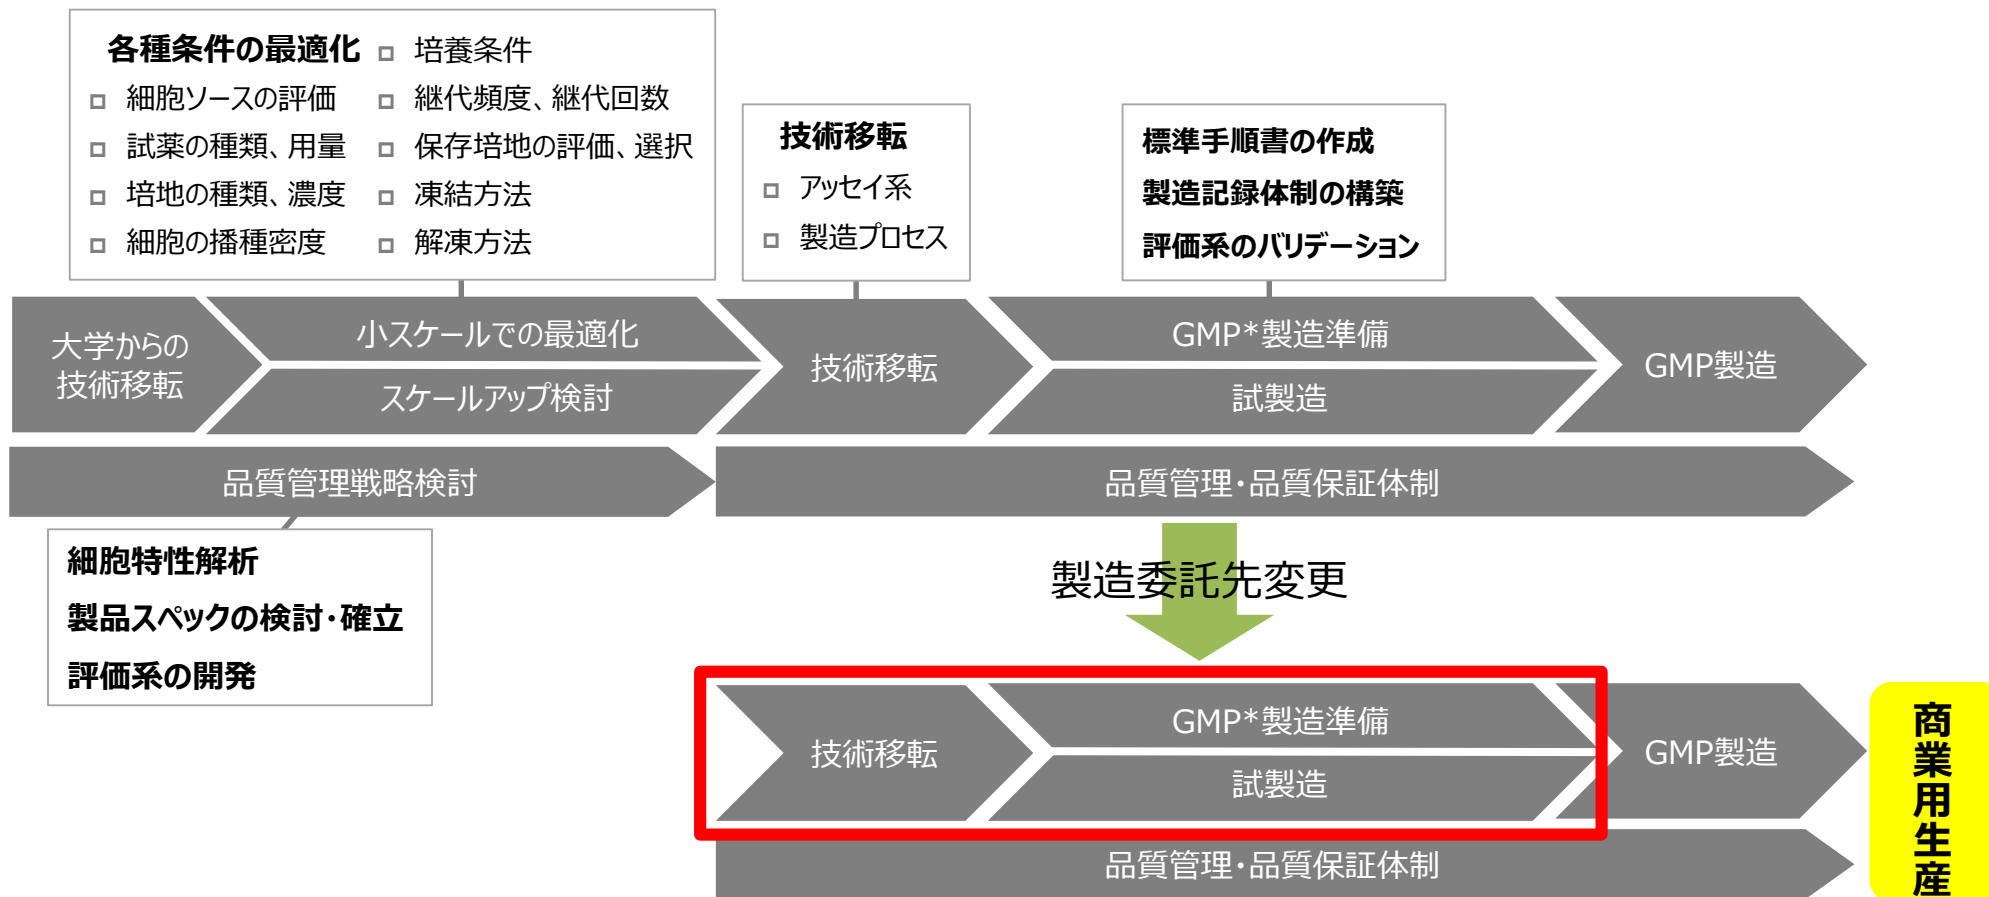 各種条件の最適化
□ 細胞ソースの評価
□ 試薬の種類、用量
□ 培地の種類、濃度
□ 細胞の播種密度
□ 培養条件
□ 継代頻度、継代回数
□ 保存培地の評価、選択
□ 凍結方法
□ 解凍方法
技術移転
□ アッセイ系
□ 製造プロセス
標準手順書の作成
製造記録体制の構築
評価系のバリデーション
大学からの
技術移転
小スケールでの最適化
スケールアップ検討
技術移転
GMP*製造準備
試製造
GMP製造
品質管理戦略検討
品質管理・品質保証体制
細胞特性解析
製品スペックの検討・確立
評価系の開発
製造委託先変更
技術移転
GMP*製造準備
試製造
GMP製造
品質管理・品質保証体制
商業用生産